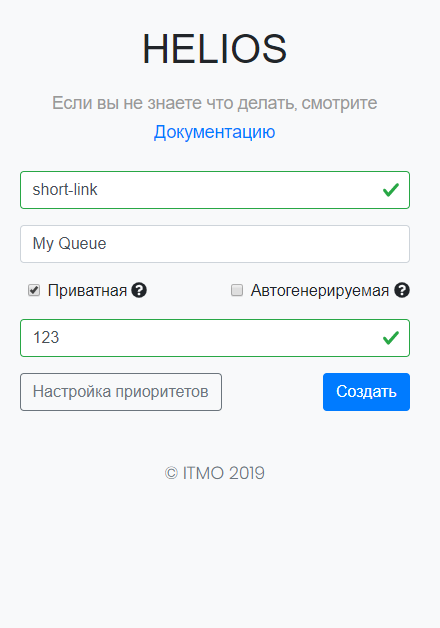 HELIOS
Если вы не знаете что делать, смотрите
Документацию
short-link
My Queue
Приватная ? Автогенерируемая ?
123
Настройка приоритетов Создать
© ITMO 2019